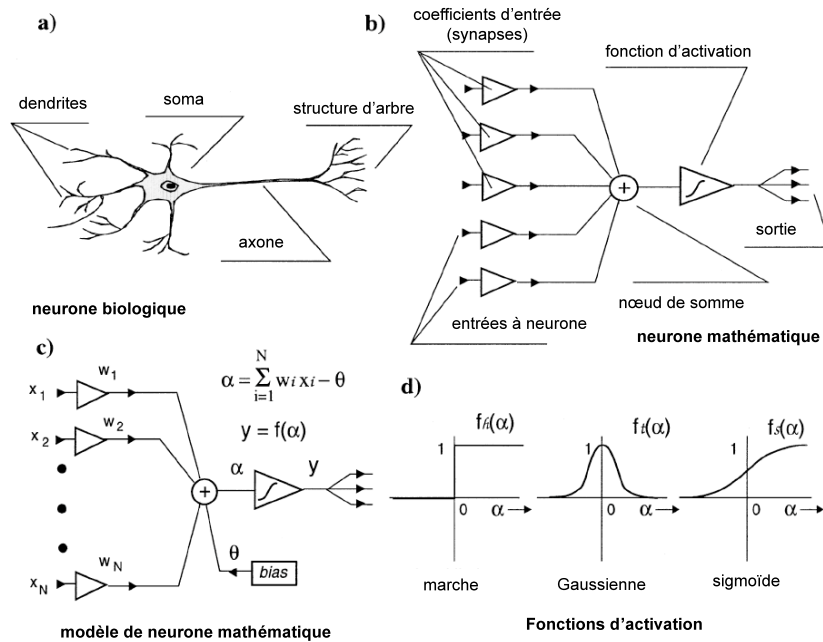 a)
dendrites
soma
structure d'arbre
axone
neurone biologique
b)
coefficients d'entrée
(synapses)
fonction d'activation
+
sortie
nœud de somme
entrées à neurone
neurone mathématique
c)
x1
w1
x2
w2
xN
wN
α = Σ wi xi – θ
N
i=1
y = f(α)
+
α
y
θ
bias
modèle de neurone mathématique
d)
fh(α)
1
0
α
marche
ft(α)
1
0
α
Gaussienne
fs(α)
1
0
α
sigmoïde
Fonctions d'activation